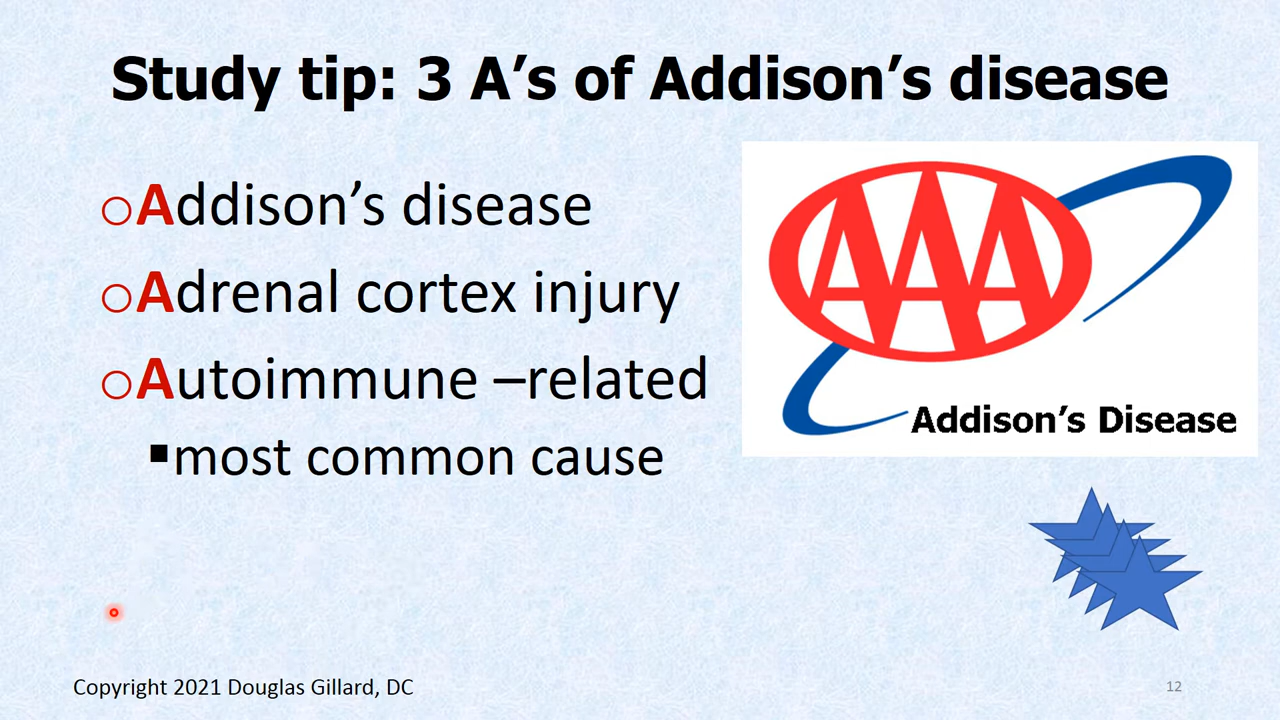 Study tip: 3 A’s of Addison’s disease
Addison’s disease
Adrenal cortex injury
Autoimmune –related
most common cause
AAA
Addison’s Disease
Copyright 2021 Douglas Gillard, DC
12